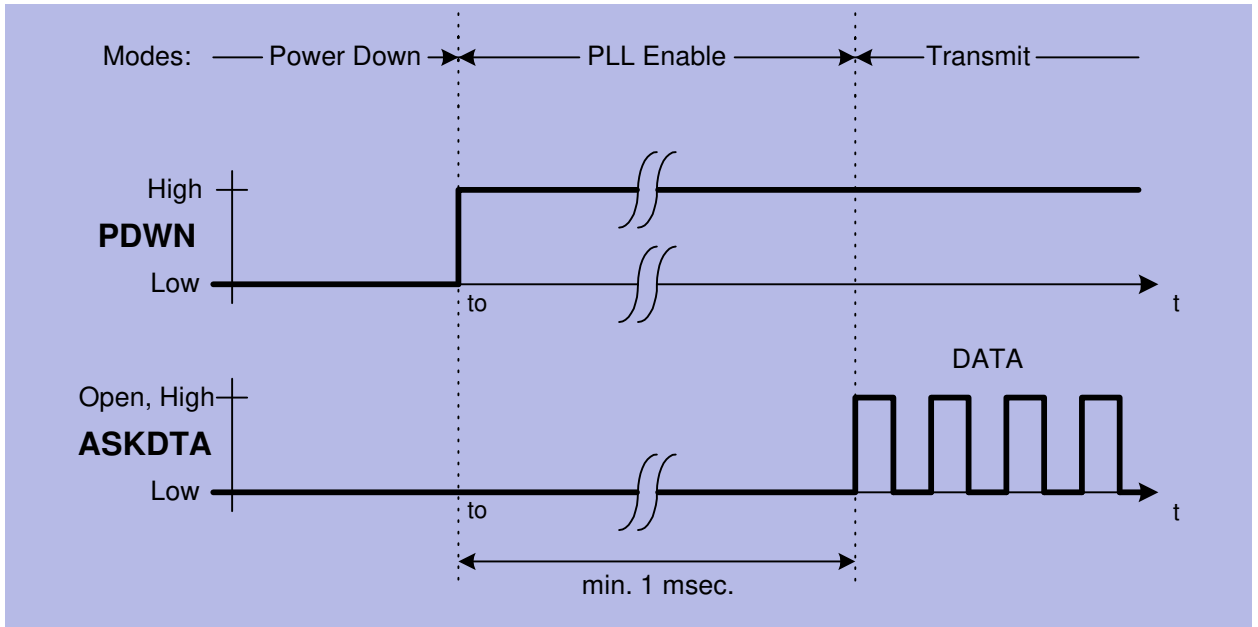 Modes: Power Down PLL Enable Transmit
High
PDWN
Low
to
t
DATA
Open, High
ASKDTA
Low
to
t
min. 1 msec.